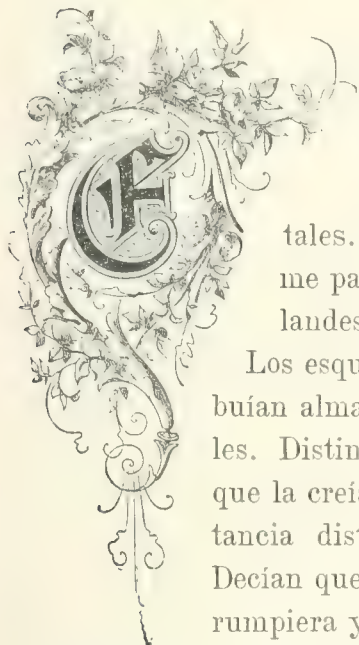 E
tales.
me pa
landes
Los esqu
buían alma
les. Distin
que la creía
tancia dist
Decían que
rumpiera y